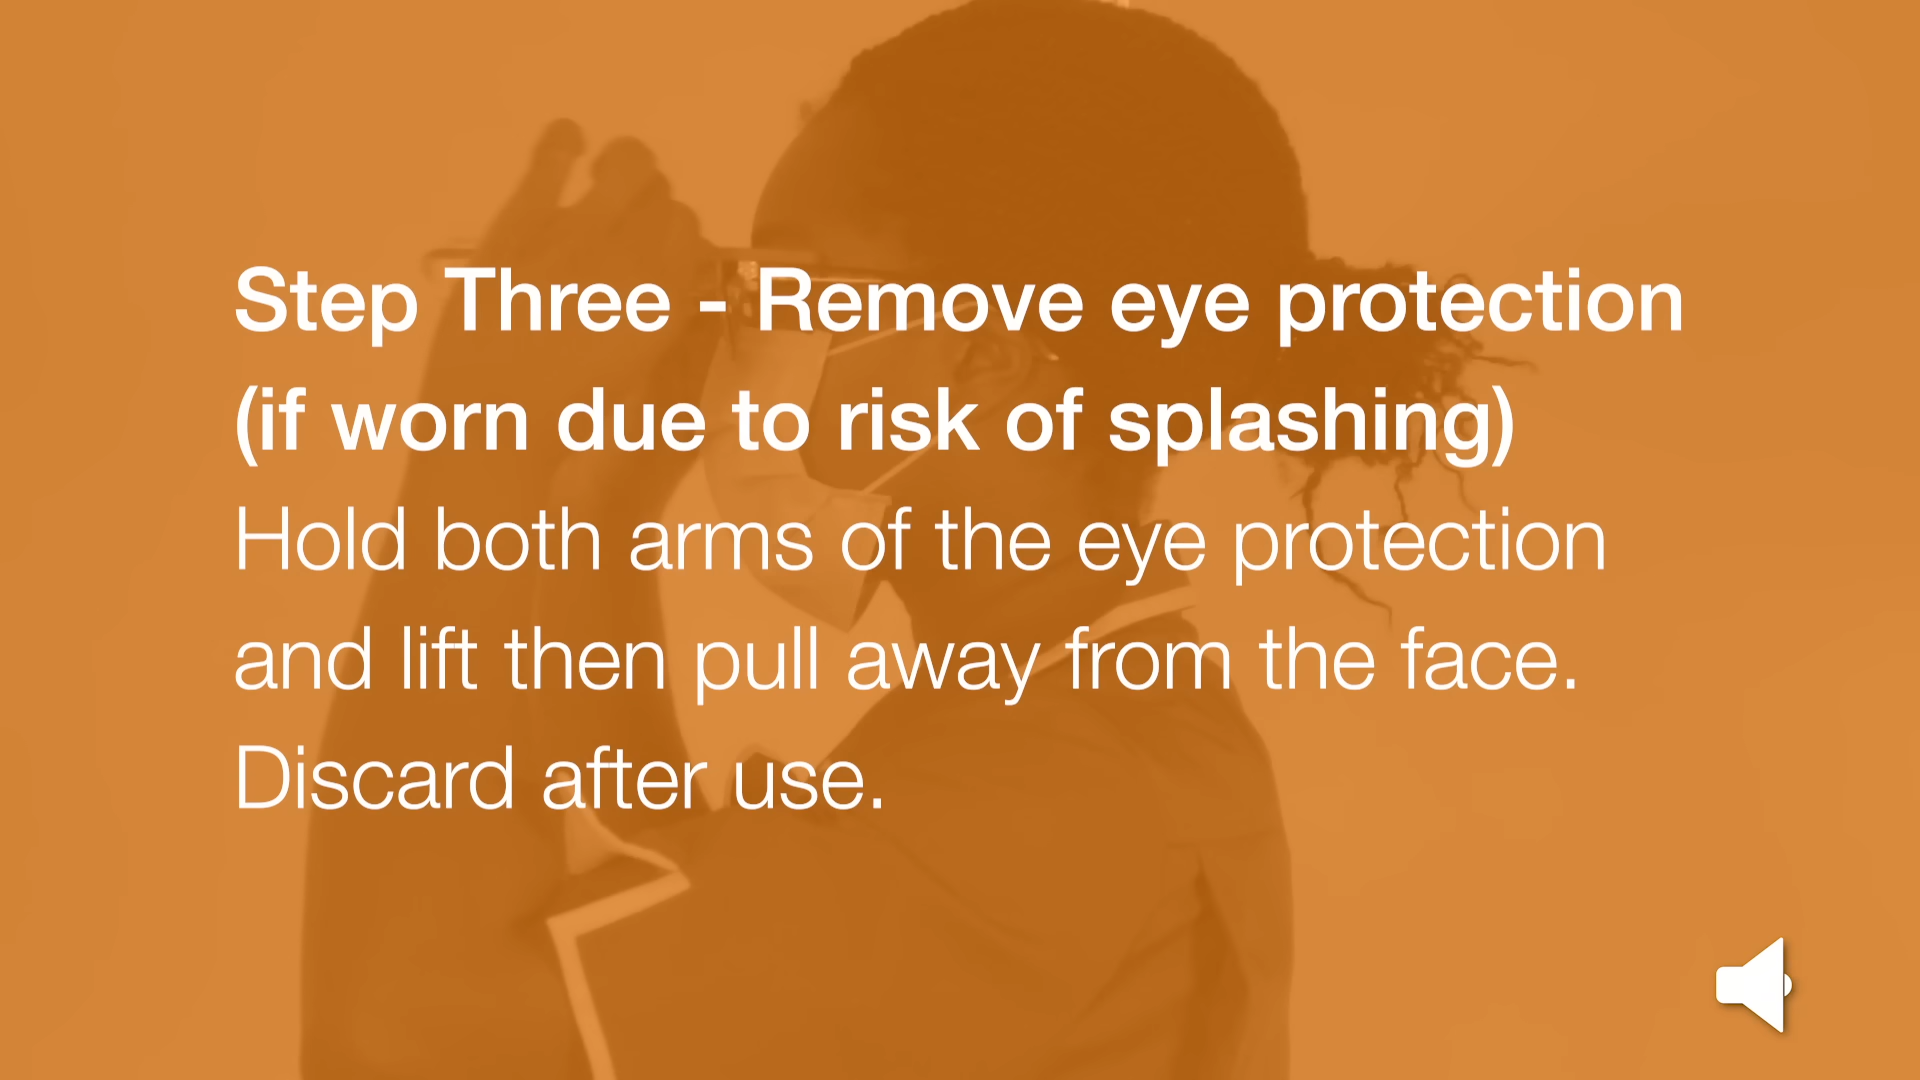 Step Three - Remove eye protection
(if worn due to risk of splashing)
Hold both arms of the eye protection
and lift then pull away from the face.
Discard after use.